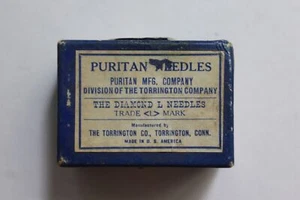 PURITAN NEEDLES
PURITAN MFG. COMPANY
DIVISION OF THE TORRINGTON COMPANY
THE DIAMOND L NEEDLES
TRADE <L> MARK
Manufactured by
THE TORRINGTON CO., TORRINGTON, CONN.
MADE IN U. S. AMERICA